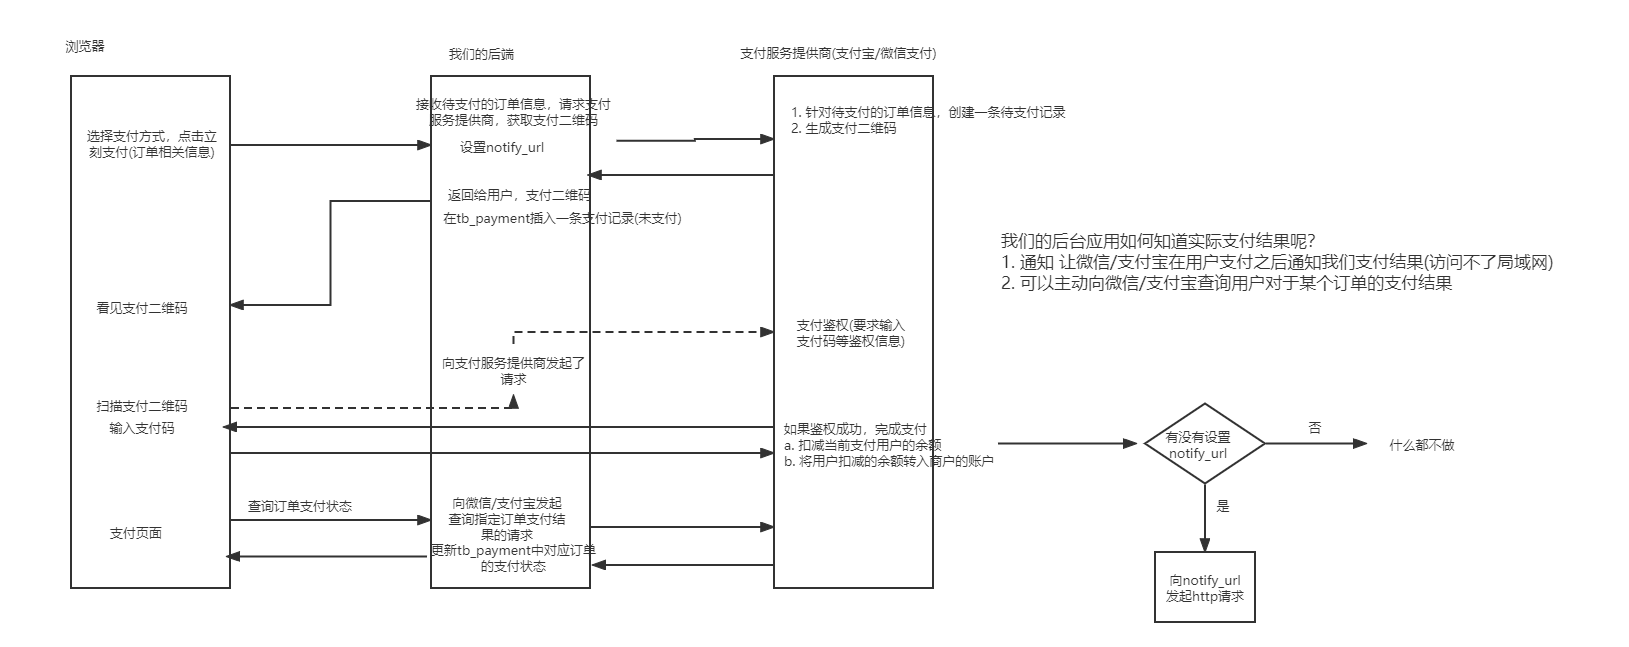 浏览器
我们的后端
支付服务提供商(支付宝/微信支付)
选择支付方式，点击立
刻支付(订单相关信息)
接收待支付的订单信息，请求支付
服务提供商，获取支付二维码
设置notify_url
1. 针对待支付的订单信息，创建一条待支付记录
2. 生成支付二维码
返回给用户，支付二维码
在tb_payment插入一条支付记录(未支付)
看见支付二维码
我们的后台应用如何知道实际支付结果呢?
1. 通知 让微信/支付宝在用户支付之后通知我们支付结果(访问不了局域网)
2. 可以主动向微信/支付宝查询用户对于某个订单的支付结果
支付鉴权(要求输入
支付码等鉴权信息)
向支付服务提供商发起了
请求
扫描支付二维码
输入支付码
如果鉴权成功，完成支付
a. 扣减当前支付用户的余额
b. 将用户扣减的余额转入商户的账户
有没有设置
notify_url
否
什么都不做
是
向notify_url
发起http请求
查询订单支付状态
支付页面
向微信/支付宝发起
查询指定订单支付结
果的请求
更新tb_payment中对应订单
的支付状态